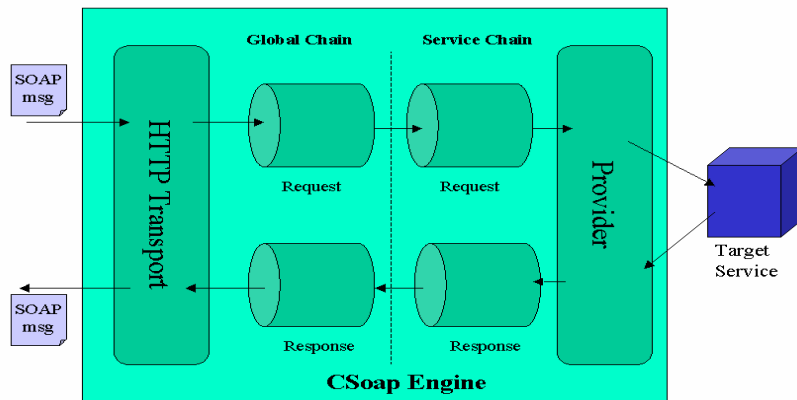 Global Chain
Service Chain
SOAP
msg
HTTP Transport
Request
Request
Provider
Target
Service
SOAP
msg
Response
Response
CSoap Engine